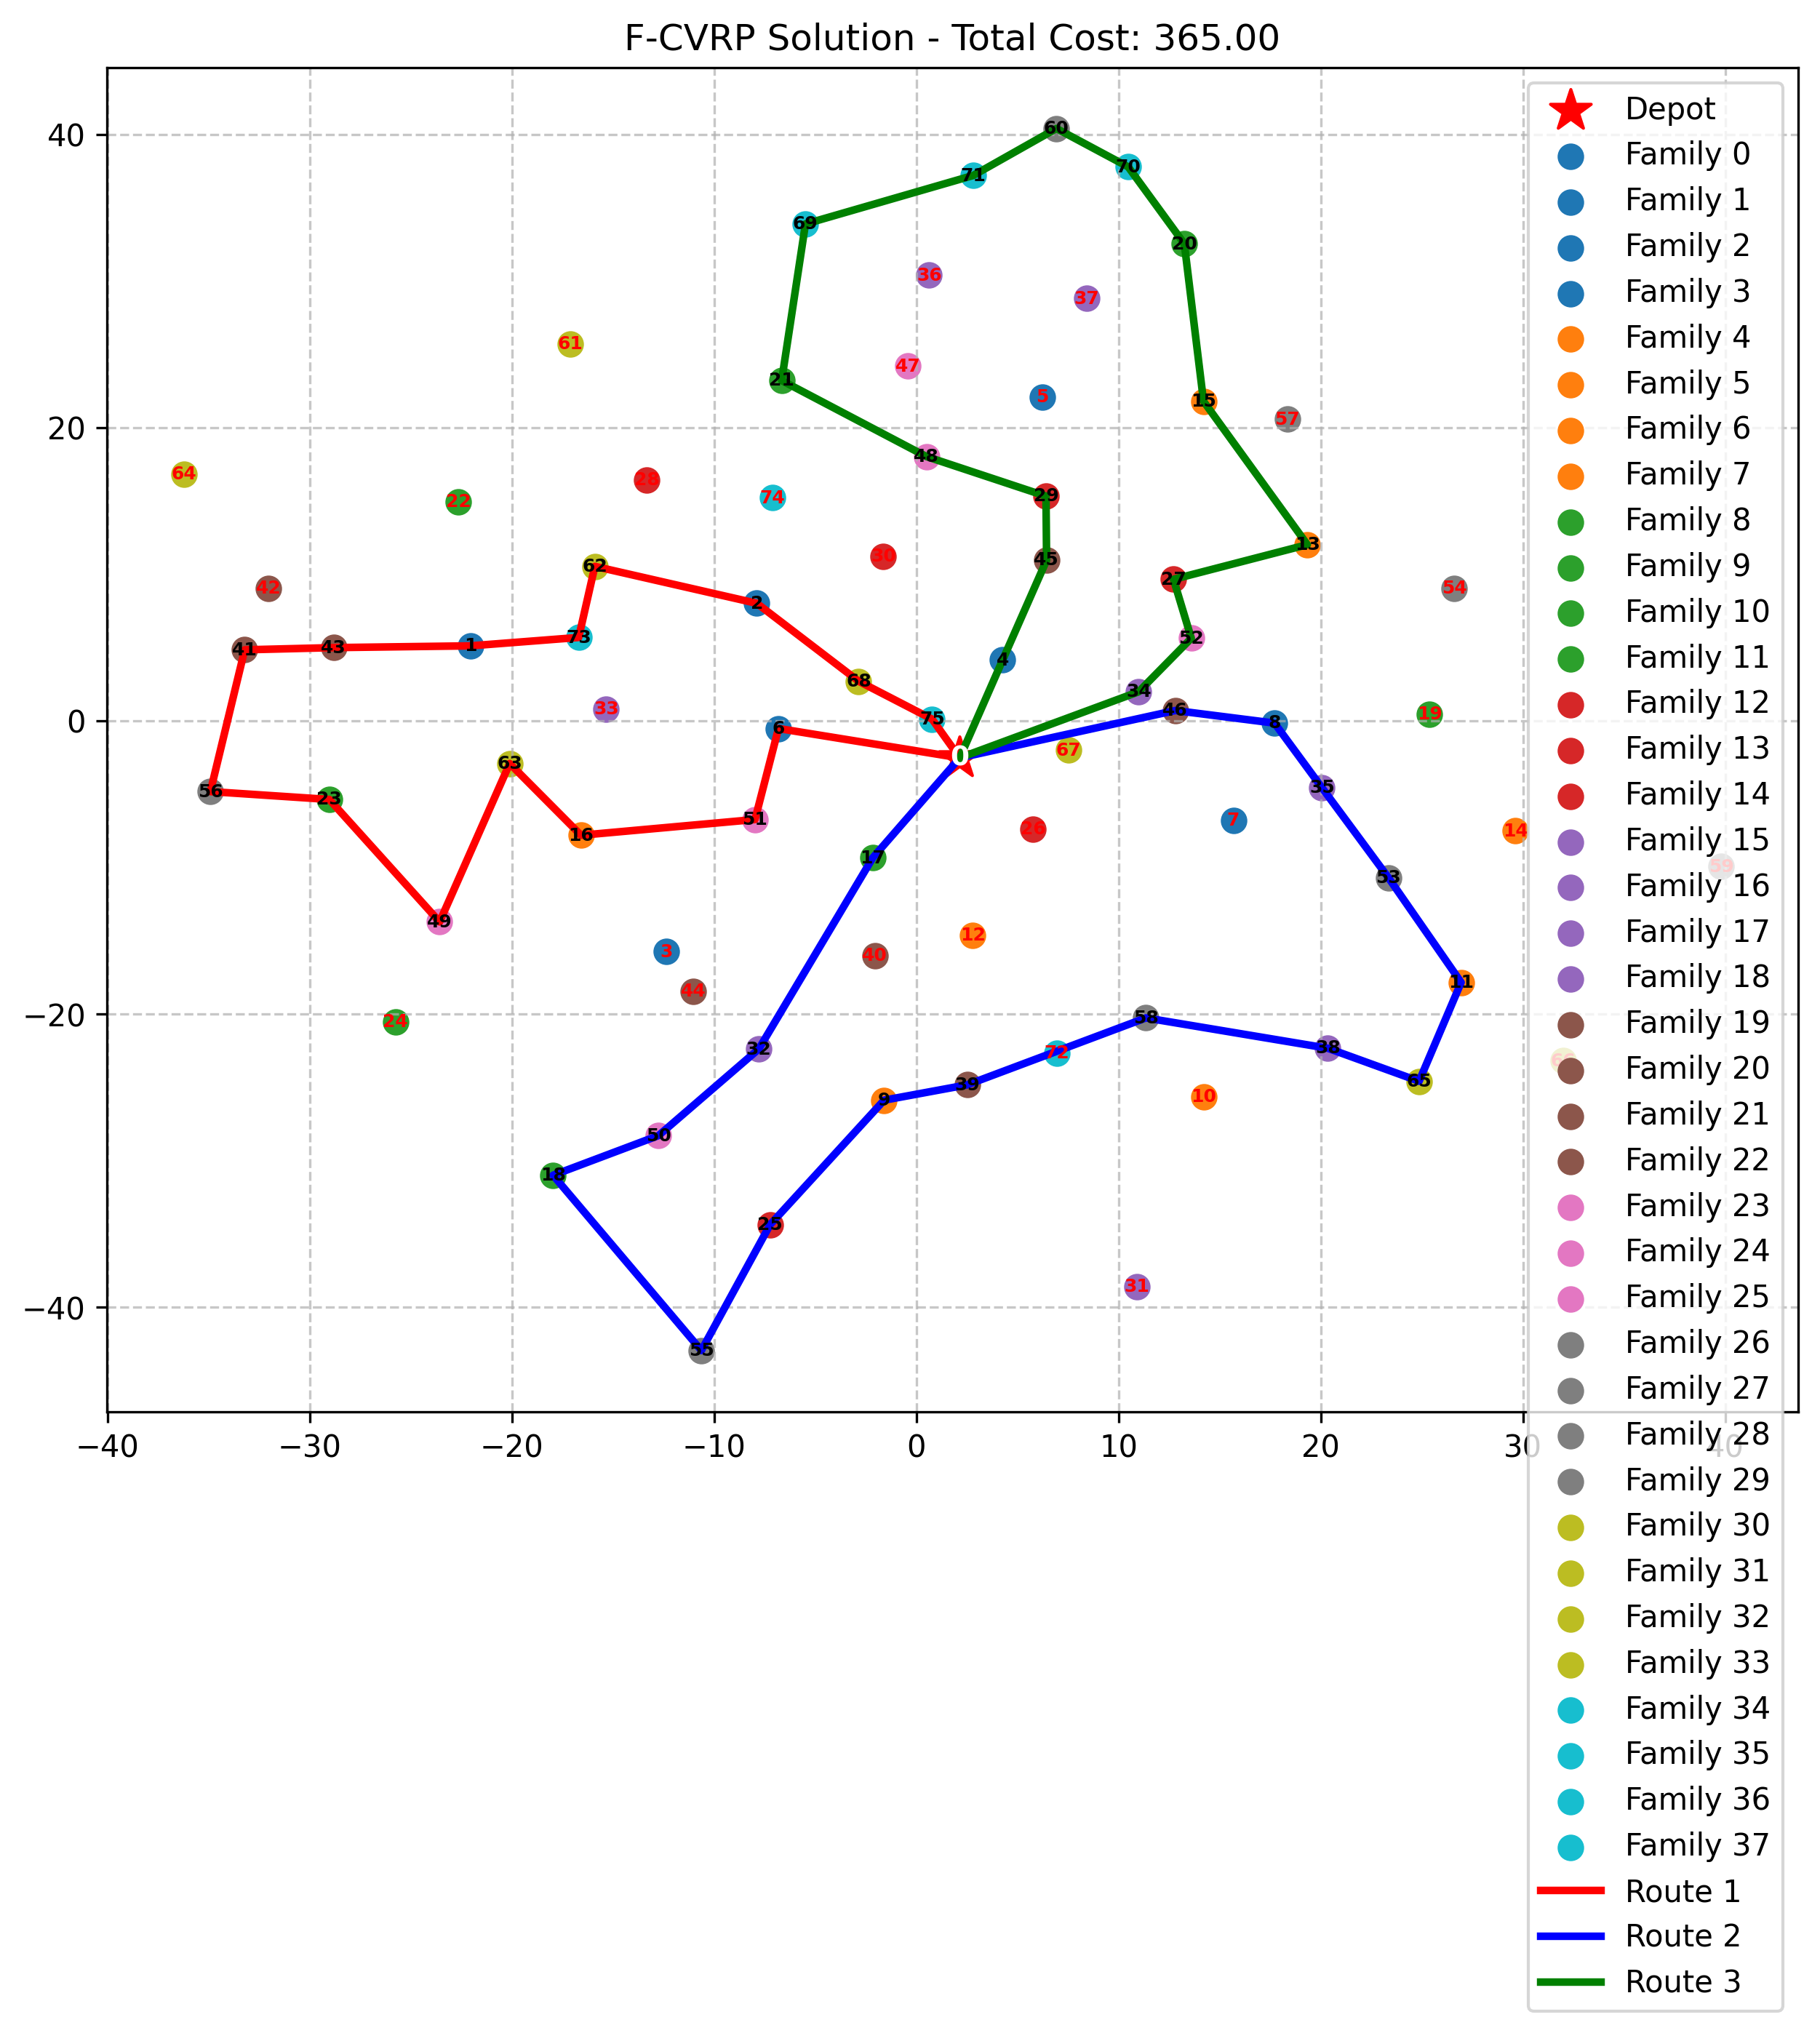 F-CVRP Solution - Total Cost: 365.00
Depot
Family 0
Family 1
Family 2
Family 3
Family 4
Family 5
Family 6
Family 7
Family 8
Family 9
Family 10
Family 11
Family 12
Family 13
Family 14
Family 15
Family 16
Family 17
Family 18
Family 19
Family 20
Family 21
Family 22
Family 23
Family 24
Family 25
Family 26
Family 27
Family 28
Family 29
Family 30
Family 31
Family 32
Family 33
Family 34
Family 35
Family 36
Family 37
Route 1
Route 2
Route 3
40
20
0
−20
−40
−40
−30
−20
−10
0
10
20
30
40
60
70
71
69
20
36
37
61
47
21
5
15
57
48
64
28
74
22
29
30
45
13
62
27
42
54
2
73
52
1
43
41
4
68
34
46
19
33
75
8
6
0
67
63
35
56
23
7
51
26
14
16
17
59
53
49
12
3
40
11
44
58
24
38
32
72
65
39
10
9
50
18
25
31
55